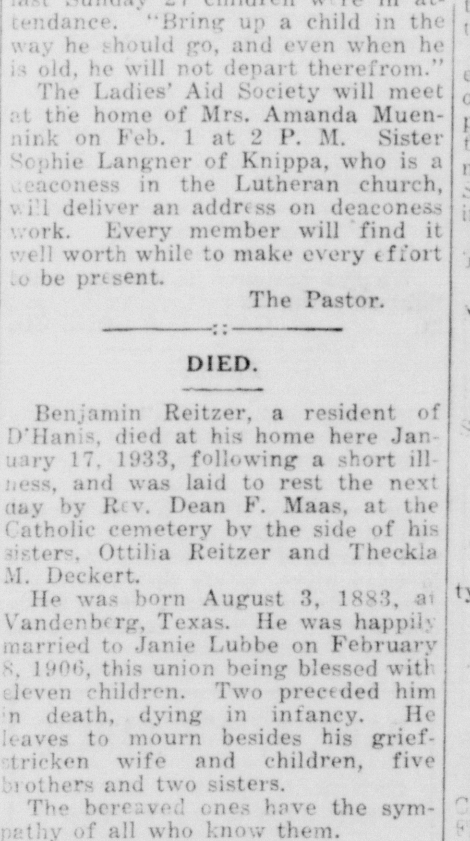 last Sunday 27 children were in at-
tendance. "Bring up a child in the
way he should go, and even when he
is old, he will not depart therefrom."
The Ladies' Aid Society will meet
at the home of Mrs. Amanda Muen-
nink on Feb. 1 at 2 P. M. Sister
Sophie Langner of Knippa, who is a
deaconess in the Lutheran church,
will deliver an address on deaconess
work. Every member will find it
well worth while to make every effort
to be present.
The Pastor.
DIED.
Benjamin Reitzer, a resident of
D'Hanis, died at his home here Jan-
uary 17, 1933, following a short ill-
ness, and was laid to rest the next
day by Rev. Dean F. Maas, at the
Catholic cemetery by the side of his
sisters, Ottilia Reitzer and Theckla
M. Deckert.
He was born August 3, 1883, at
Vandenberg, Texas. He was happily
married to Janie Lubbe on February
8, 1906, this union being blessed with
eleven children. Two preceded him
in death, dying in infancy. He
leaves to mourn besides his grief-
stricken wife and children, five
brothers and two sisters.
The bereaved ones have the sym-
pathy of all who know them.